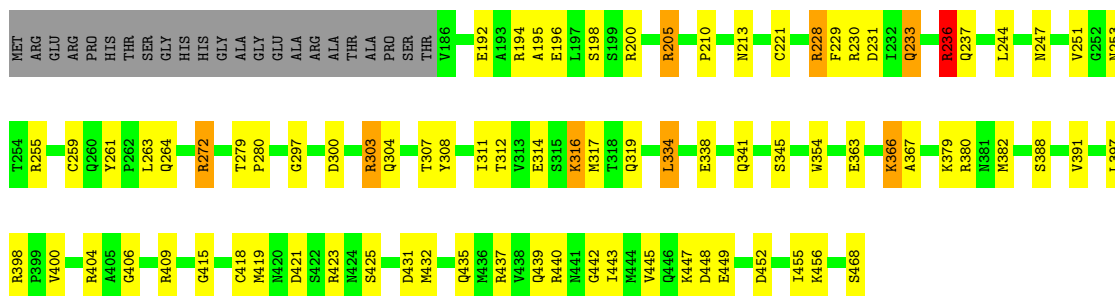 MET ARG GLU ARG PRO HIS THR SER GLY HIS HIS GLY ALA GLY GLU ALA ARG ALA THR ALA PRO SER THR V186 E192 A193 R194 A195 E196 L197 S198 S199 R200 R205 P210 N213 C221 R228 F229 R230 D231 I232 Q233 R236 Q237 L244 N247 V251 G252 N253
T254 R255 C259 Q260 Y261 P262 L263 Q264 R272 T279 P280 G297 D300 R303 Q304 T307 Y308 I311 T312 V313 E314 S315 K316 M317 T318 Q319 L334 E338 Q341 S345 W354 E363 K366 A367 K379 R380 N381 M382 S388 V391 L397
R398 P399 V400 R404 A405 G406 R409 G415 C418 M419 N420 D421 S422 R423 N424 S425 D431 M432 Q435 M436 R437 V438 Q439 R440 N441 G442 I443 M444 V445 Q446 K447 D448 E449 D452 I455 K456 S468